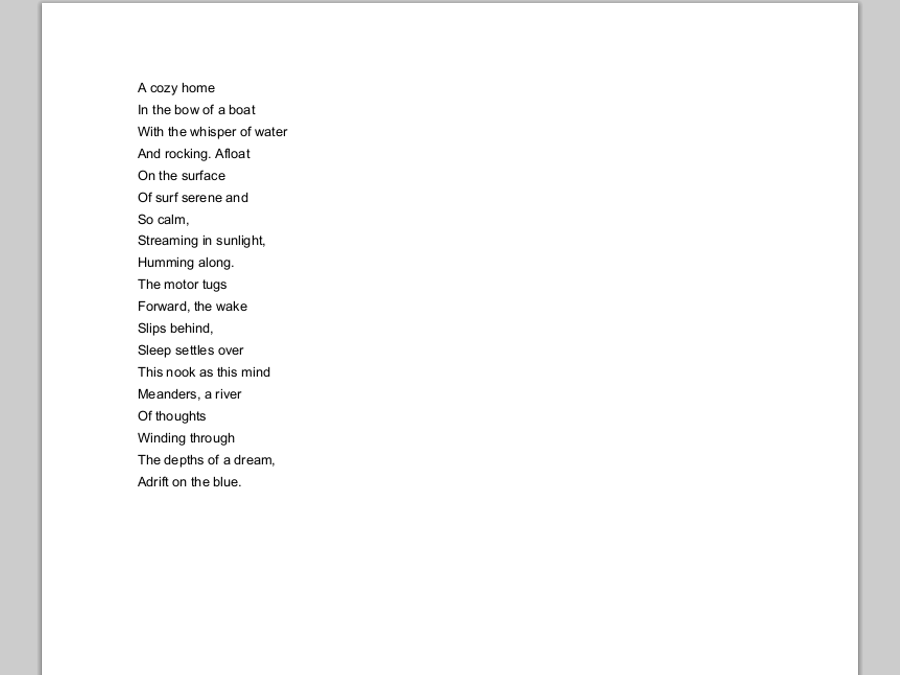 A cozy home
In the bow of a boat
With the whisper of water
And rocking. Afloat
On the surface
Of surf serene and
So calm,
Streaming in sunlight,
Humming along.
The motor tugs
Forward, the wake
Slips behind,
Sleep settles over
This nook as this mind
Meanders, a river
Of thoughts
Winding through
The depths of a dream,
Adrift on the blue.